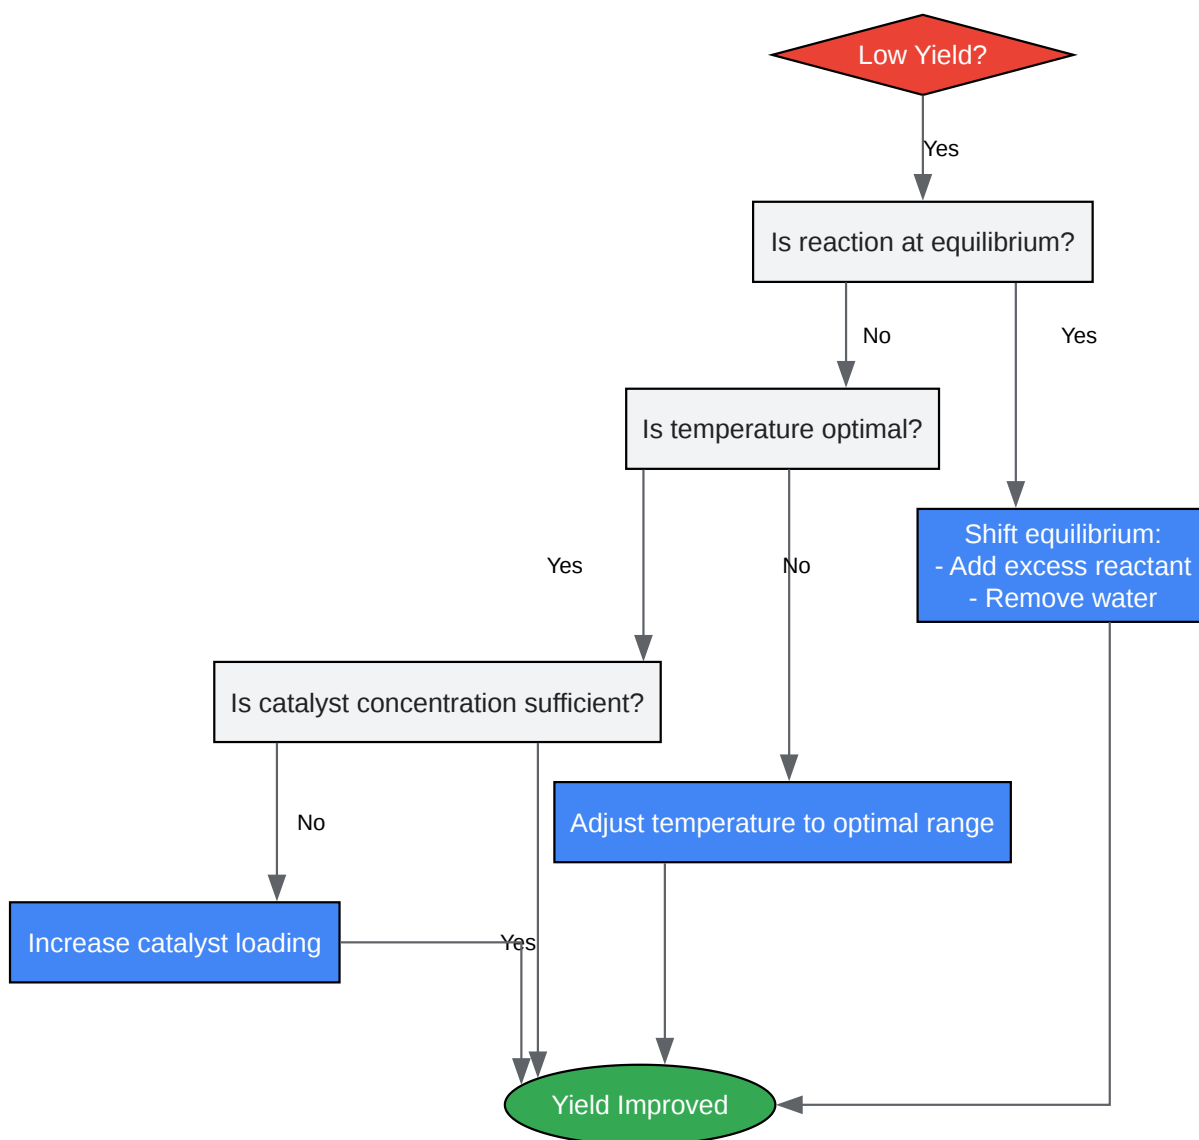 Low Yield?
Yes
Is reaction at equilibrium?
No
Yes
Is temperature optimal?
Shift equilibrium:
- Add excess reactant
- Remove water
Yes
No
Is catalyst concentration sufficient?
No
Adjust temperature to optimal range
Increase catalyst loading
Yes
Yield Improved